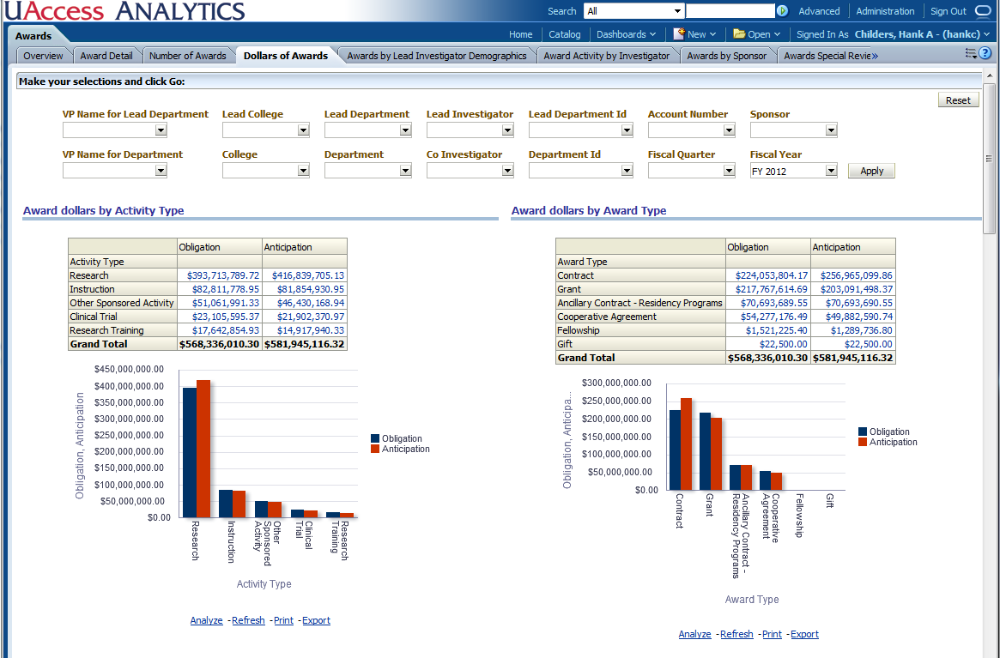 UAccess ANALYTICS
Search All Advanced Administration Sign Out
Awards
Home Catalog Dashboards New Open Signed In As Childers, Hank A - (hankc)
Overview Award Detail Number of Awards Dollars of Awards Awards by Lead Investigator Demographics Award Activity by Investigator Awards by Sponsor Awards Special Revie»
Make your selections and click Go:
Reset
VP Name for Lead Department Lead College Lead Department Lead Investigator Lead Department Id Account Number Sponsor
VP Name for Department College Department Co Investigator Department Id Fiscal Quarter Fiscal Year
FY 2012 Apply
Award dollars by Activity Type
Obligation Anticipation
Activity Type
Research $393,713,789.72 $416,839,705.13
Instruction $82,811,778.95 $81,854,930.95
Other Sponsored Activity $51,061,991.33 $46,430,168.94
Clinical Trial $23,105,595.37 $21,902,370.97
Research Training $17,642,854.93 $14,917,940.33
Grand Total $568,336,010.30 $581,945,116.32
Obligation, Anticipation
$450,000,000.00
$400,000,000.00
$350,000,000.00
$300,000,000.00
$250,000,000.00
$200,000,000.00
$150,000,000.00
$100,000,000.00
$50,000,000.00
$0.00
Research
Instruction
Other Sponsored Activity
Clinical Trial
Research Training
Activity Type
Obligation
Anticipation
Analyze - Refresh - Print - Export
Award dollars by Award Type
Obligation Anticipation
Award Type
Contract $224,053,804.17 $256,965,099.86
Grant $217,767,614.69 $203,091,498.37
Ancillary Contract - Residency Programs $70,693,689.55 $70,693,690.55
Cooperative Agreement $54,277,176.49 $49,882,590.74
Fellowship $1,521,225.40 $1,289,736.80
Gift $22,500.00 $22,500.00
Grand Total $568,336,010.30 $581,945,116.32
Obligation, Anticipa...
$300,000,000.00
$250,000,000.00
$200,000,000.00
$150,000,000.00
$100,000,000.00
$50,000,000.00
$0.00
Contract
Grant
Ancillary Contract - Residency Programs
Cooperative Agreement
Fellowship
Gift
Award Type
Obligation
Anticipation
Analyze - Refresh - Print - Export